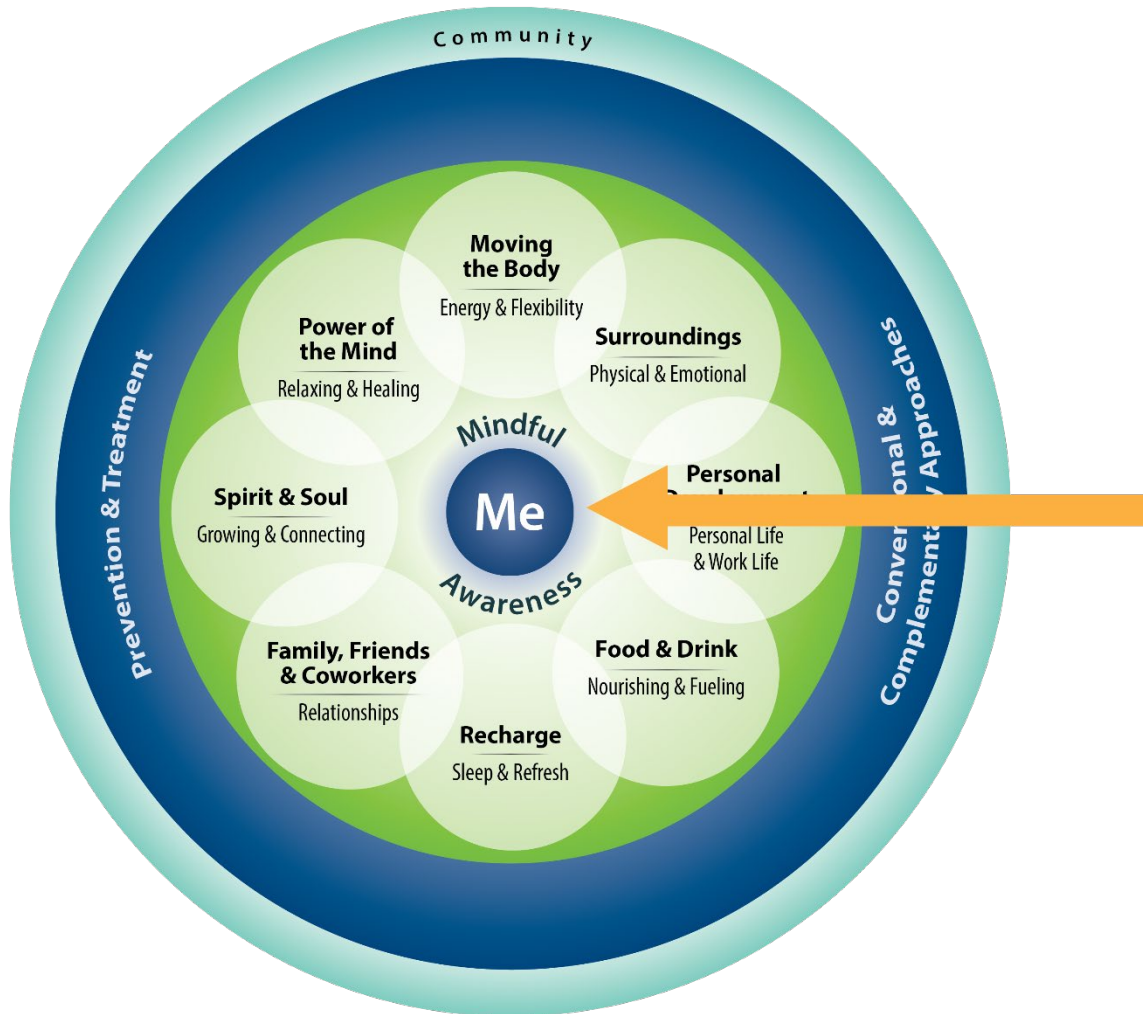 Community
Moving
the Body
Energy & Flexibility
Surroundings
Physical & Emotional
Power of
the Mind
Relaxing & Healing
Personal
Personal Life
& Work Life
Spirit & Soul
Growing & Connecting
Mindful
Me
Awareness
Food & Drink
Nourishing & Fueling
Family, Friends
& Coworkers
Relationships
Recharge
Sleep & Refresh
Prevention & Treatment
Conventional &
Complementary Approaches